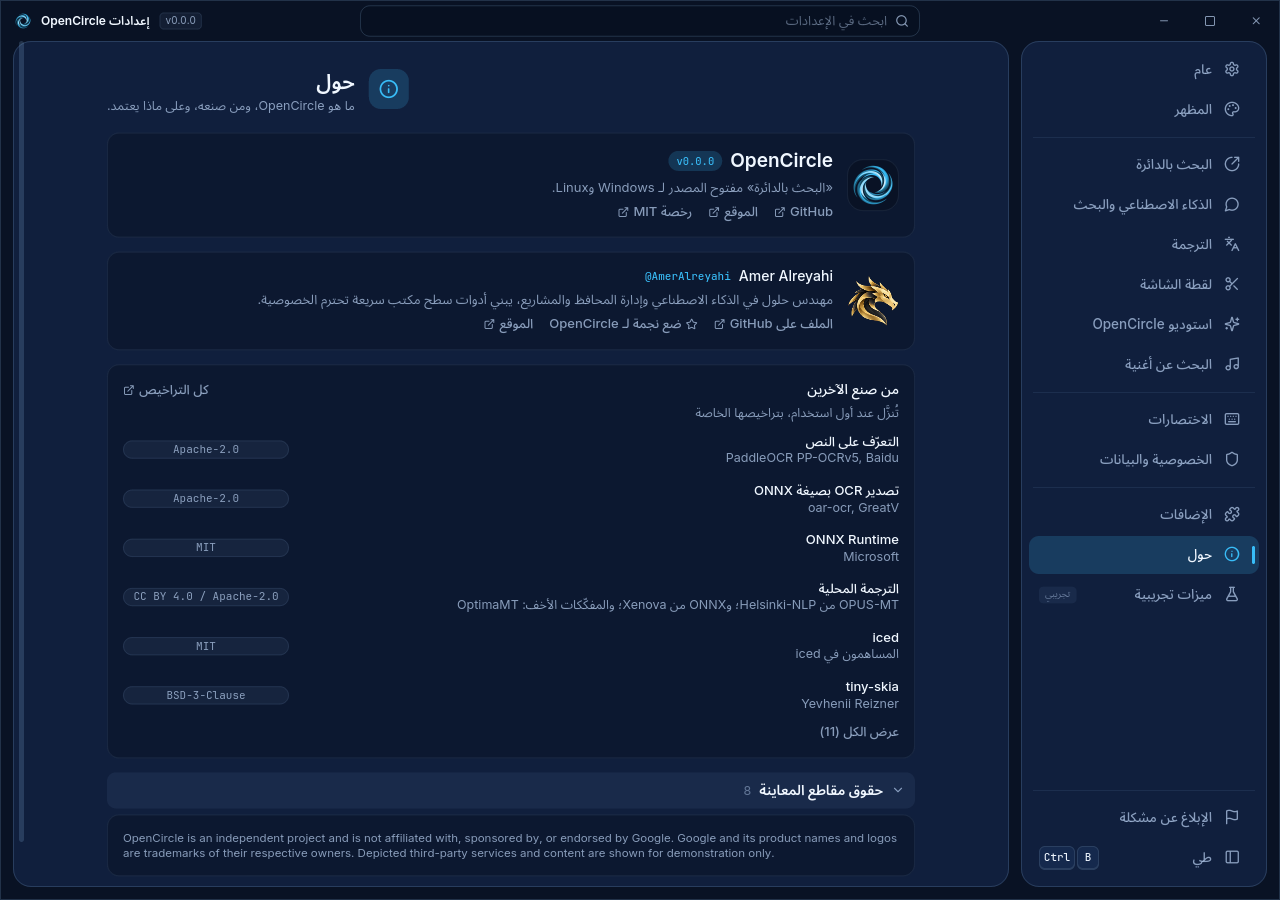 إعدادات OpenCircle
v0.0.0
ابحث في الإعدادات
عام
المظهر
البحث بالدائرة
الذكاء الاصطناعي والبحث
الترجمة
لقطة الشاشة
استوديو OpenCircle
البحث عن أغنية
الاختصارات
الخصوصية والبيانات
الإضافات
حول
ميزات تجريبية
تجريبي
الإبلاغ عن مشكلة
طي
Ctrl B
حول
ما هو OpenCircle، ومن صنعه، وعلى ماذا يعتمد.
OpenCircle v0.0.0
«البحث بالدائرة» مفتوح المصدر لـ Windows وLinux.
GitHub
الموقع
رخصة MIT
Amer Alreyahi @AmerAlreyahi
مهندس حلول في الذكاء الاصطناعي وإدارة المحافظ والمشاريع، يبني أدوات سطح مكتب سريعة تحترم الخصوصية.
الملف على GitHub
ضع نجمة لـ OpenCircle
الموقع
من صنع الآخرين
كل التراخيص
تُنزَّل عند أول استخدام، بتراخيصها الخاصة
التعرّف على النص
PaddleOCR PP-OCRv5, Baidu
Apache-2.0
تصدير OCR بصيغة ONNX
oar-ocr, GreatV
Apache-2.0
ONNX Runtime
Microsoft
MIT
الترجمة المحلية
OPUS-MT من Helsinki-NLP؛ وONNX من Xenova؛ والمفكّكات الأخف: OptimaMT
CC BY 4.0 / Apache-2.0
iced
المساهمون في iced
MIT
tiny-skia
Yevhenii Reizner
BSD-3-Clause
عرض الكل (11)
حقوق مقاطع المعاينة 8
OpenCircle is an independent project and is not affiliated with, sponsored by, or endorsed by Google. Google and its product names and logos
are trademarks of their respective owners. Depicted third-party services and content are shown for demonstration only.